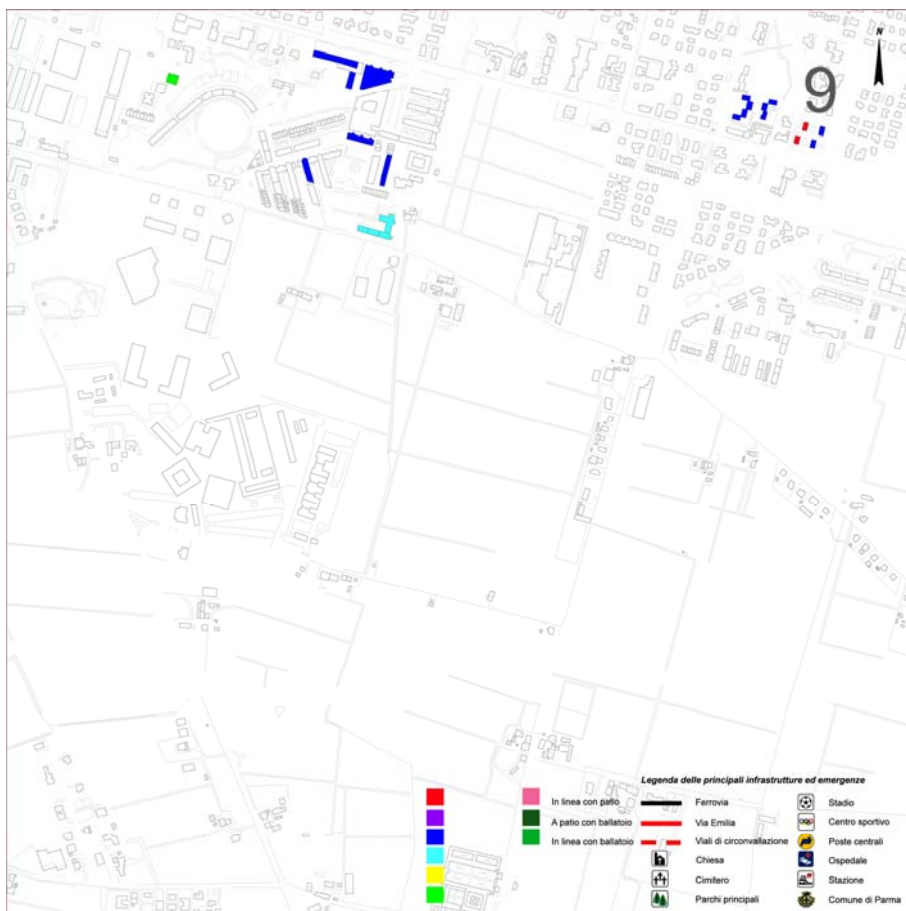 N
9
Legenda delle principali infrastrutture ed emergenze
In linea con patio
A patio con ballatoio
In linea con ballatoio
Ferrovia
Via Emilia
Viali di circonvallazione
Chiesa
Cimitero
Parchi principali
Stadio
Centro sportivo
Poste centrali
Ospedale
Stazione
Comune di Parma